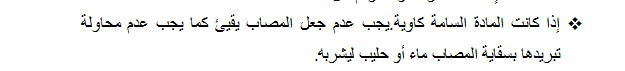 ❖ إذا كانت المادة السامة كاوية.يجب عدم جعل المصاب يقيئ كما يجب عدم محاولة
تبريدها بسقاية المصاب ماء أو حليب ليشربه.